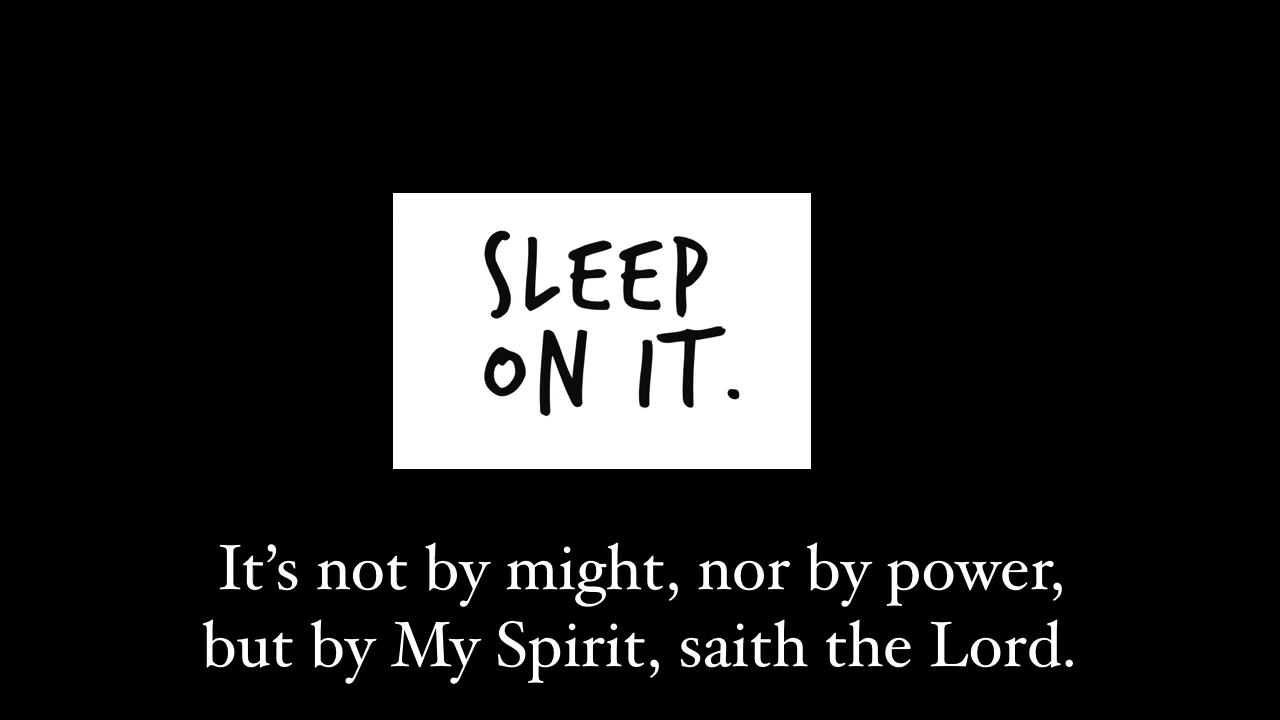 SLEEP
ON IT.
It’s not by might, nor by power,
but by My Spirit, saith the Lord.